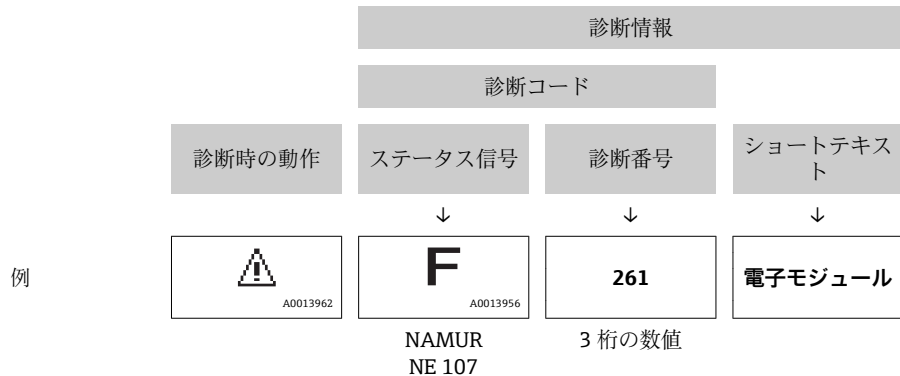 診断情報
診断コード
診断時の動作
ステータス信号
診断番号
ショートテキス
ト
↓ ↓ ↓
例
A0013962
F
A0013956
261
電子モジュール
NAMUR
NE 107
3 桁の数値